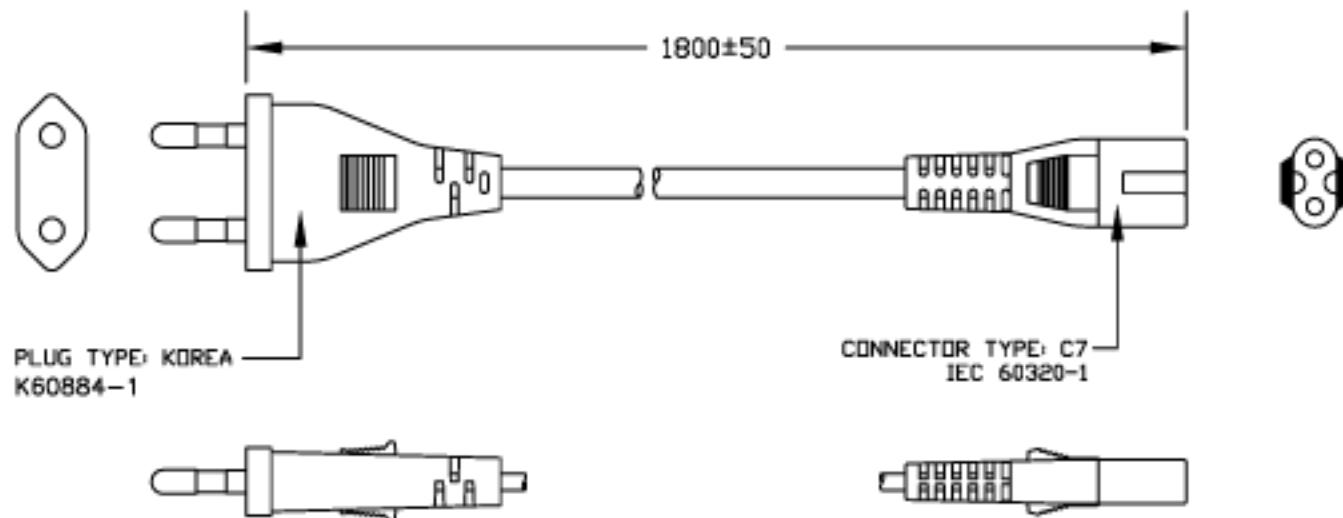 1800±50
PLUG TYPE: KOREA
K60884-1
CONNECTOR TYPE: C7
IEC 60320-1